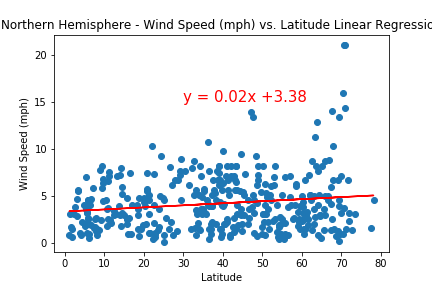 Northern Hemisphere - Wind Speed (mph) vs. Latitude Linear Regressio
y = 0.02x +3.38
Wind Speed (mph)
20
15
10
5
0
0 10 20 30 40 50 60 70 80
Latitude